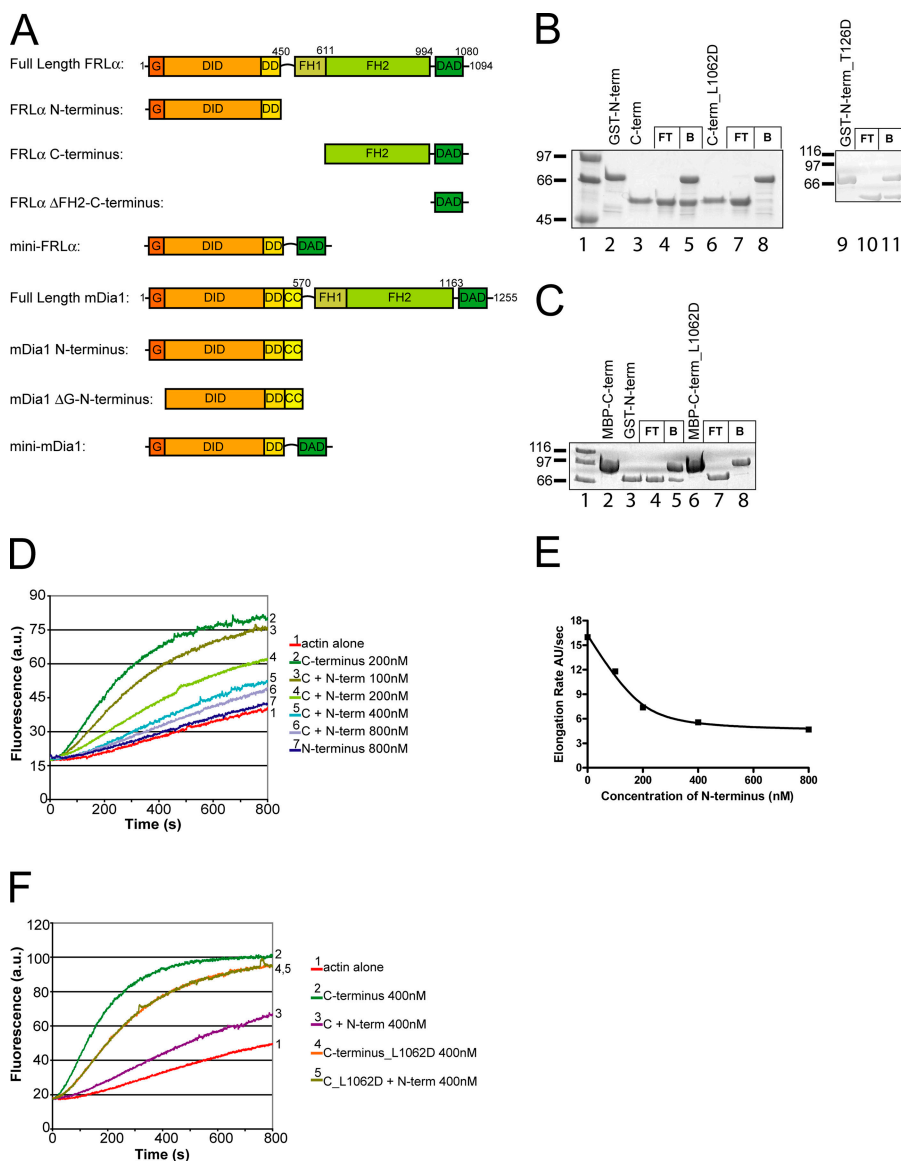 A
450
611
994
1080
Full Length FRLα:
1
G
DID
DD
FH1
FH2
DAD
1094
FRLα N-terminus:
G
DID
DD
FRLα C-terminus:
FH2
DAD
FRLα ΔFH2-C-terminus:
DAD
mini-FRLα:
G
DID
DD
DAD
570
1163
Full Length mDia1:
1
G
DID
DD
CC
FH1
FH2
DAD
1255
mDia1 N-terminus:
G
DID
DD
CC
mDia1 ΔG-N-terminus:
DID
DD
CC
mini-mDia1:
G
DID
DD
DAD
B
GST-N-term
C-term
FT
B
C-term_L1062D
FT
B
97
66
45
1 2 3 4 5 6 7 8
GST-N-term_T126D
FT
B
116
97
66
9 10 11
C
MBP-C-term
GST-N-term
FT
B
MBP-C-term_L1062D
FT
B
116
97
66
1 2 3 4 5 6 7 8
D
Fluorescence (a.u.)
90
75
60
45
30
15
0
0 200 400 600 800
Time (s)
2
3
4
5
6
7
1
1 actin alone
2 C-terminus 200nM
3 C + N-term 100nM
4 C + N-term 200nM
5 C + N-term 400nM
6 C + N-term 800nM
7 N-terminus 800nM
E
Elongation Rate AU/sec
18
15
12
9
6
3
0
0 200 400 600 800
Concentration of N-terminus (nM)
F
Fluorescence (a.u.)
120
100
80
60
40
20
0
0 200 400 600 800
Time (s)
2
4,5
3
1
1 actin alone
2 C-terminus 400nM
3 C + N-term 400nM
4 C-terminus_L1062D 400nM
5 C_L1062D + N-term 400nM